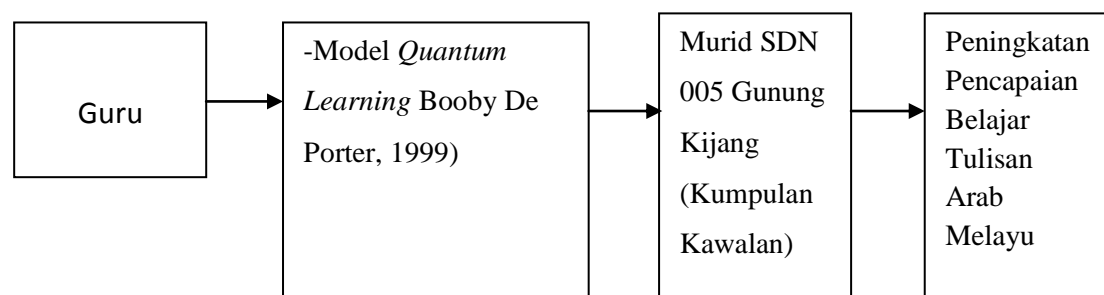 Guru
-Model Quantum
Learning Booby De
Porter, 1999)
Murid SDN
005 Gunung
Kijang
(Kumpulan
Kawalan)
Peningkatan
Pencapaian
Belajar
Tulisan
Arab
Melayu